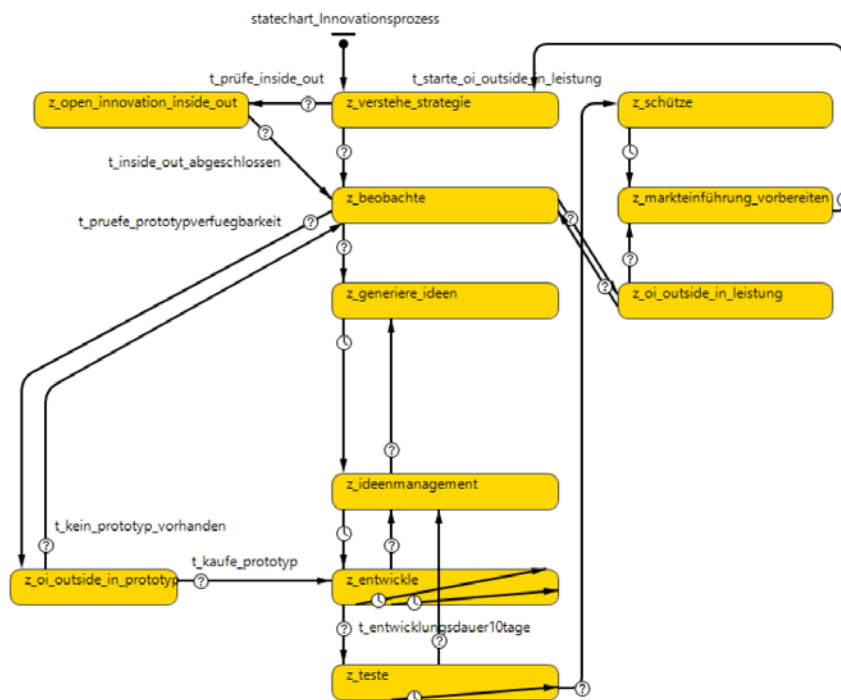 statechart_Innovationsprozess
t_prüfe_inside_out
t_starte_oi_outside_in_leistung
z_open_innovation_inside_out
z_verstehe_strategie
z_schütze
t_inside_out_abgeschlossen
z_beobachte
z_markteinführung_vorbereiten
t_pruefe_prototypverfuegbarkeit
z_generiere_ideen
z_oi_outside_in_leistung
z_ideenmanagement
t_kein_prototyp_vorhanden
t_kaufe_prototyp
z_oi_outside_in_prototyp
z_entwickle
t_entwicklungsdauer10tage
z_teste